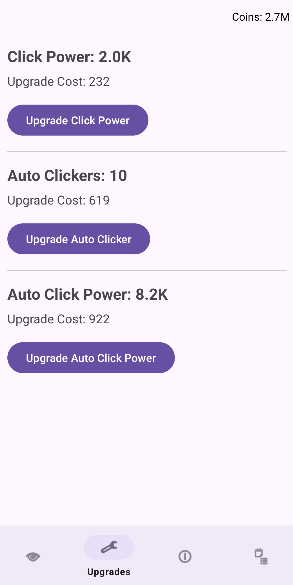 Coins: 2.7M
Click Power: 2.0K
Upgrade Cost: 232
Upgrade Click Power
Auto Clickers: 10
Upgrade Cost: 619
Upgrade Auto Clicker
Auto Click Power: 8.2K
Upgrade Cost: 922
Upgrade Auto Click Power
Upgrades